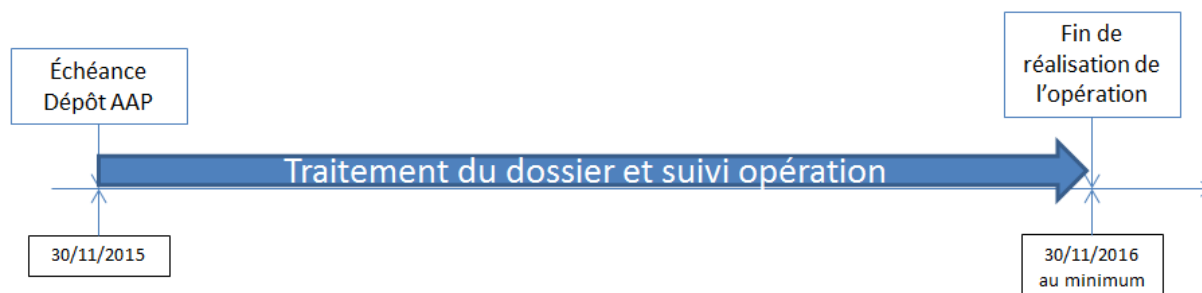 Échéance
Dépôt AAP
Fin de
réalisation de
l'opération
Traitement du dossier et suivi opération
30/11/2015
30/11/2016
au minimum